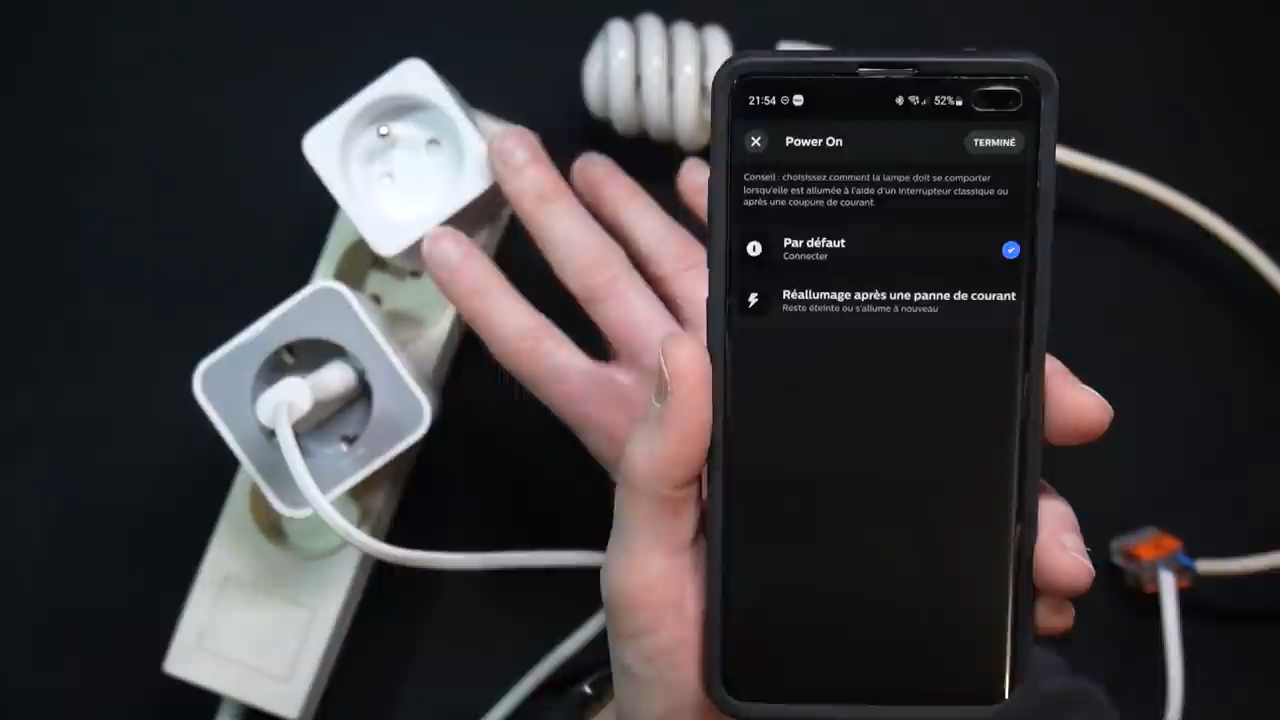 21:54
52%
Power On
TERMINÉ
Conseil : choisissez comment la lampe doit se comporter
lorsqu'elle est allumée à l'aide d'un interrupteur classique ou
après une coupure de courant.
Par défaut
Connecter
Réallumage après une panne de courant
Reste éteinte ou s'allume à nouveau